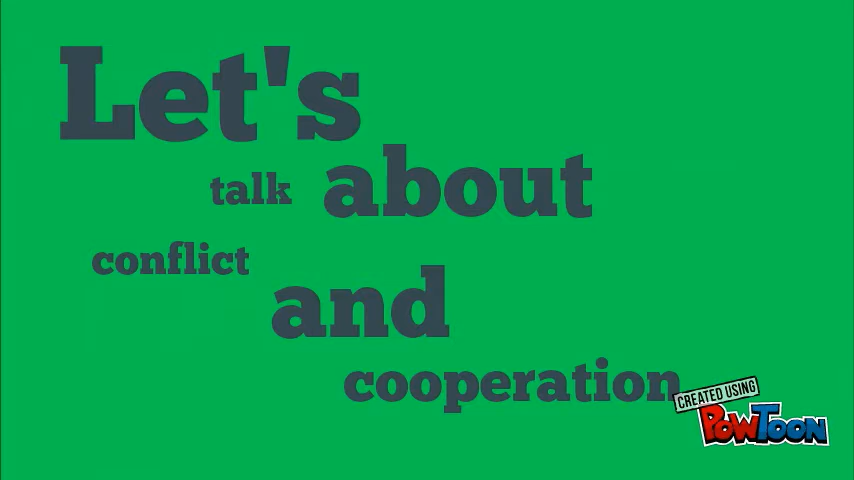 Let's
talk about
conflict
and
cooperation
CREATED USING
POWTOON